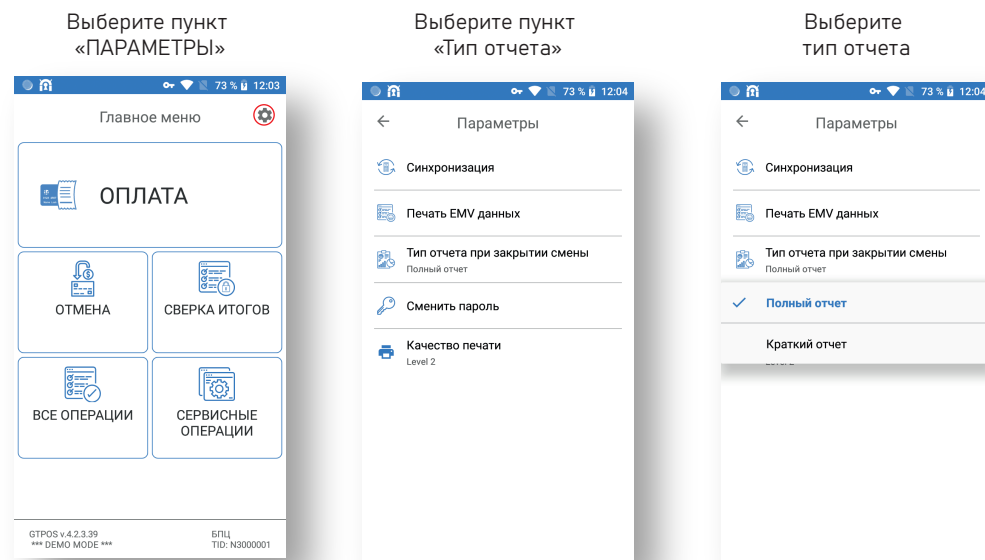 Выберите пункт
«ПАРАМЕТРЫ»
73 % 12:03
Главное меню
ОПЛАТА
ОТМЕНА
СВЕРКА ИТОГОВ
ВСЕ ОПЕРАЦИИ
СЕРВИСНЫЕ
ОПЕРАЦИИ
GTPOS v.4.2.3.39
*** DEMO MODE ***
БПЦ
TID: N3000001
Выберите пункт
«Тип отчета»
73 % 12:04
Параметры
Синхронизация
Печать EMV данных
Тип отчета при закрытии смены
Полный отчет
Сменить пароль
Качество печати
Level 2
Выберите
тип отчета
73 % 12:04
Параметры
Синхронизация
Печать EMV данных
Тип отчета при закрытии смены
Полный отчет
Полный отчет
Краткий отчет